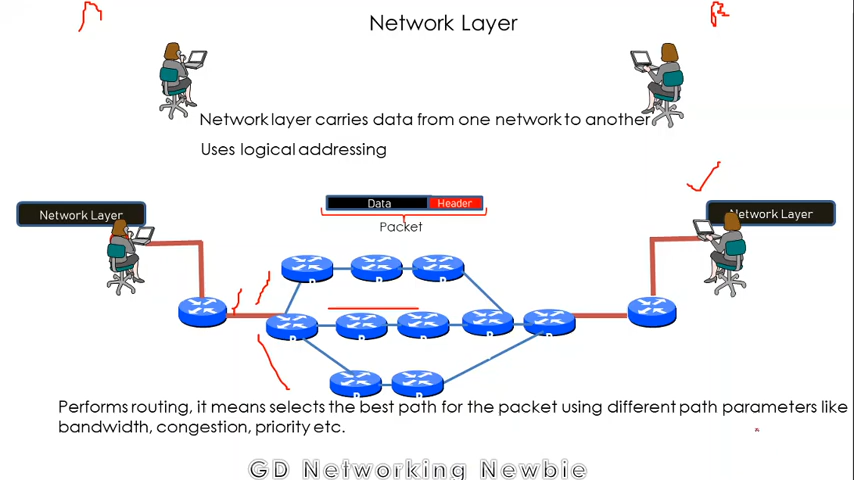 Network Layer
Network layer carries data from one network to another
Uses logical addressing
Network Layer
Data Header
Network Layer
Packet
Performs routing, it means selects the best path for the packet using different path parameters like
bandwidth, congestion, priority etc.
GD Networking Newbie